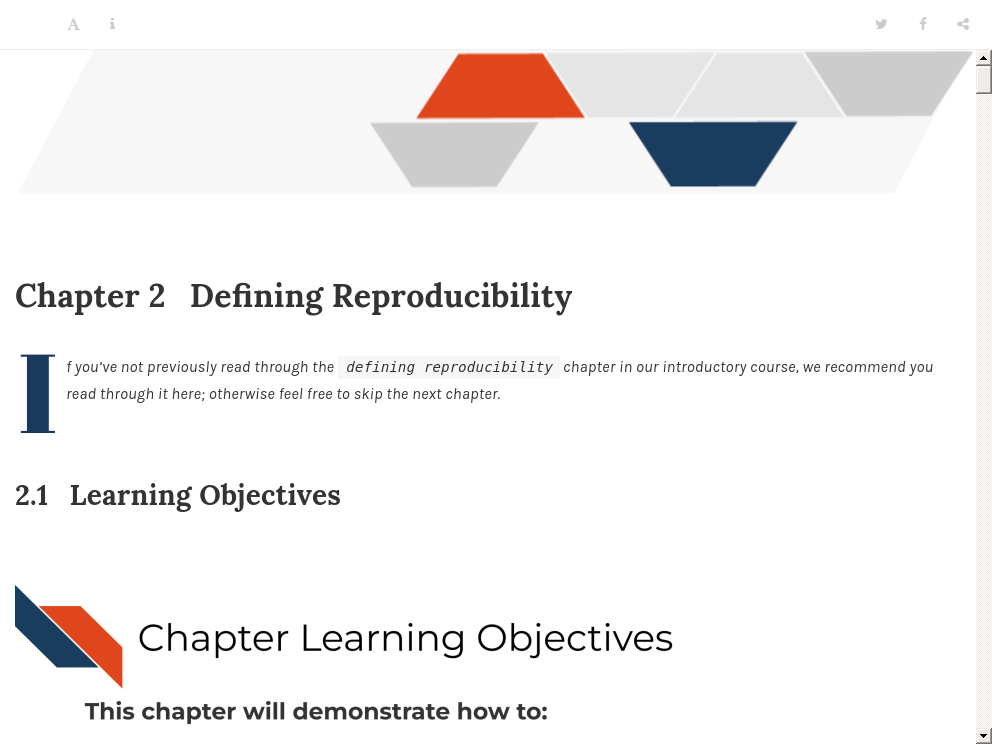 A i
Chapter 2 Defining Reproducibility
If you've not previously read through the defining reproducibility chapter in our introductory course, we recommend you
read through it here; otherwise feel free to skip the next chapter.
2.1 Learning Objectives
Chapter Learning Objectives
This chapter will demonstrate how to: